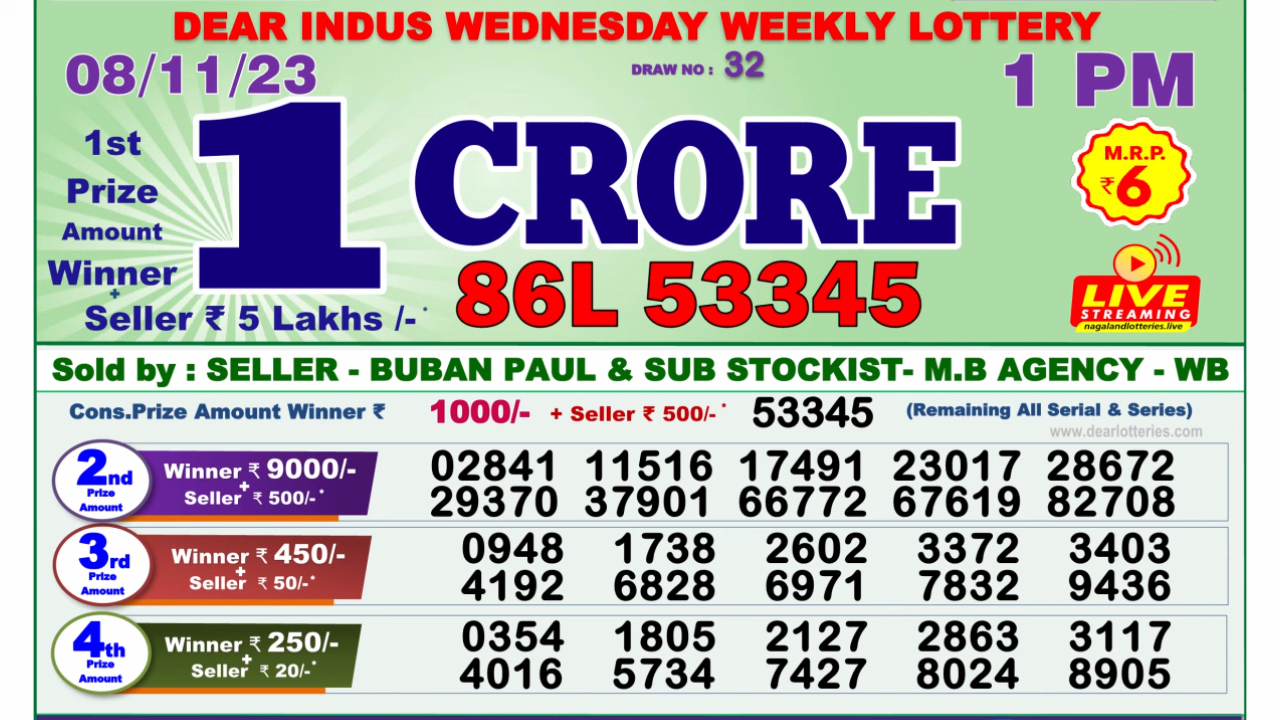 DEAR INDUS WEDNESDAY WEEKLY LOTTERY
08/11/23 DRAW NO : 32 1 PM
1st
Prize
Amount
Winner
+
Seller ₹ 5 Lakhs /-*
1 CRORE
86L 53345
M.R.P.
₹6
LIVE
STREAMING
nagalandlotteries.live
Sold by : SELLER - BUBAN PAUL & SUB STOCKIST- M.B AGENCY - WB
Cons.Prize Amount Winner ₹ 1000/- + Seller ₹ 500/-* 53345 (Remaining All Serial & Series)
www.dearlotteries.com
2nd
Prize
Amount
Winner ₹ 9000/-
+
Seller ₹ 500/-*
02841 11516 17491 23017 28672
29370 37901 66772 67619 82708
3rd
Prize
Amount
Winner ₹ 450/-
+
Seller ₹ 50/-*
0948 1738 2602 3372 3403
4192 6828 6971 7832 9436
4th
Prize
Amount
Winner ₹ 250/-
+
Seller ₹ 20/-*
0354 1805 2127 2863 3117
4016 5734 7427 8024 8905